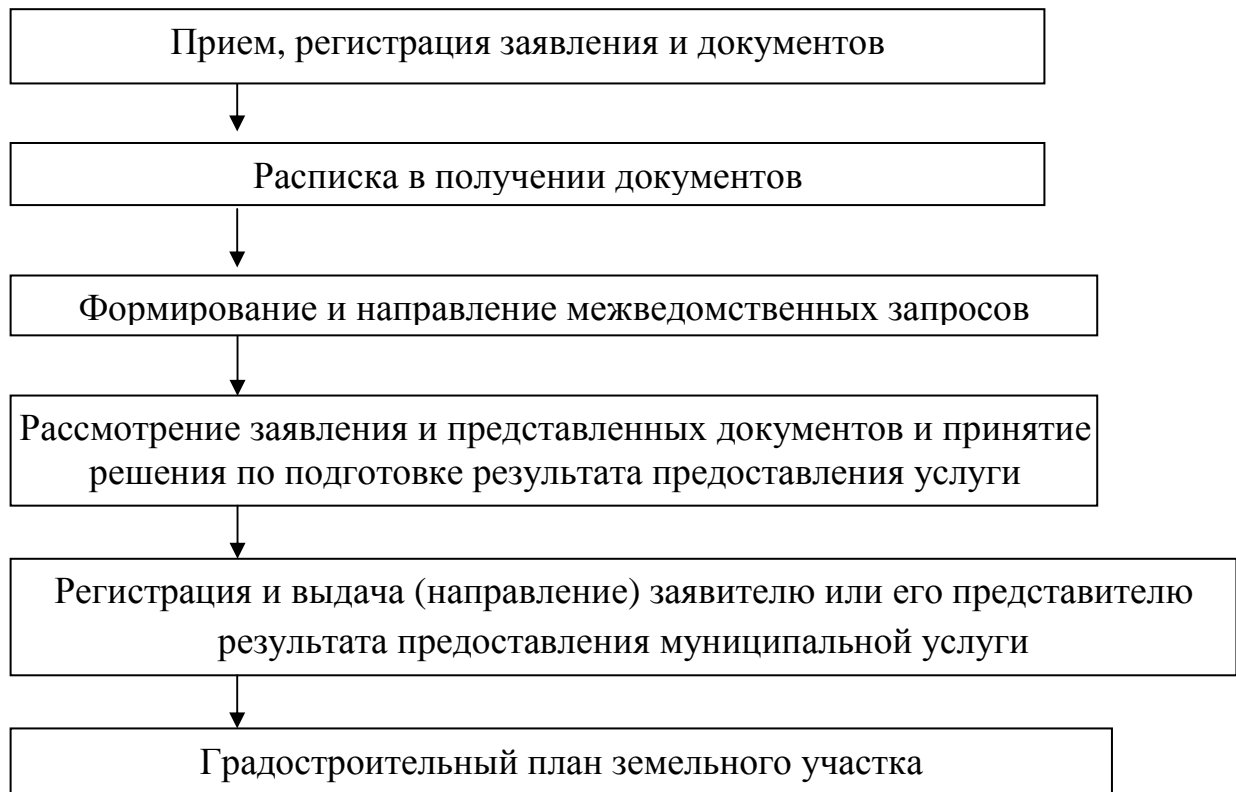 Прием, регистрация заявления и документов
Расписка в получении документов
Формирование и направление межведомственных запросов
Рассмотрение заявления и представленных документов и принятие
решения по подготовке результата предоставления услуги
Регистрация и выдача (направление) заявителю или его представителю
результата предоставления муниципальной услуги
Градостроительный план земельного участка